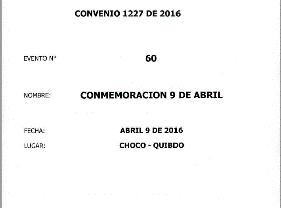 CONVENIO 1227 DE 2016
EVENTO N° 60
NOMBRE: CONMEMORACION 9 DE ABRIL
FECHA: ABRIL 9 DE 2016
LUGAR: CHOCO - QUIBDO